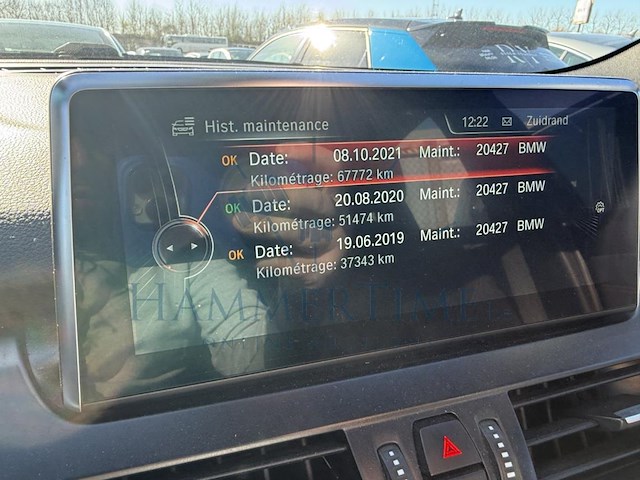 Hist. maintenance
12:22 Zuidrand
OK Date: 08.10.2021 Maint.: 20427 BMW
Kilométrage: 67772 km
OK Date: 20.08.2020 Maint.: 20427 BMW
Kilométrage: 51474 km
OK Date: 19.06.2019 Maint.: 20427 BMW
Kilométrage: 37343 km
OFF